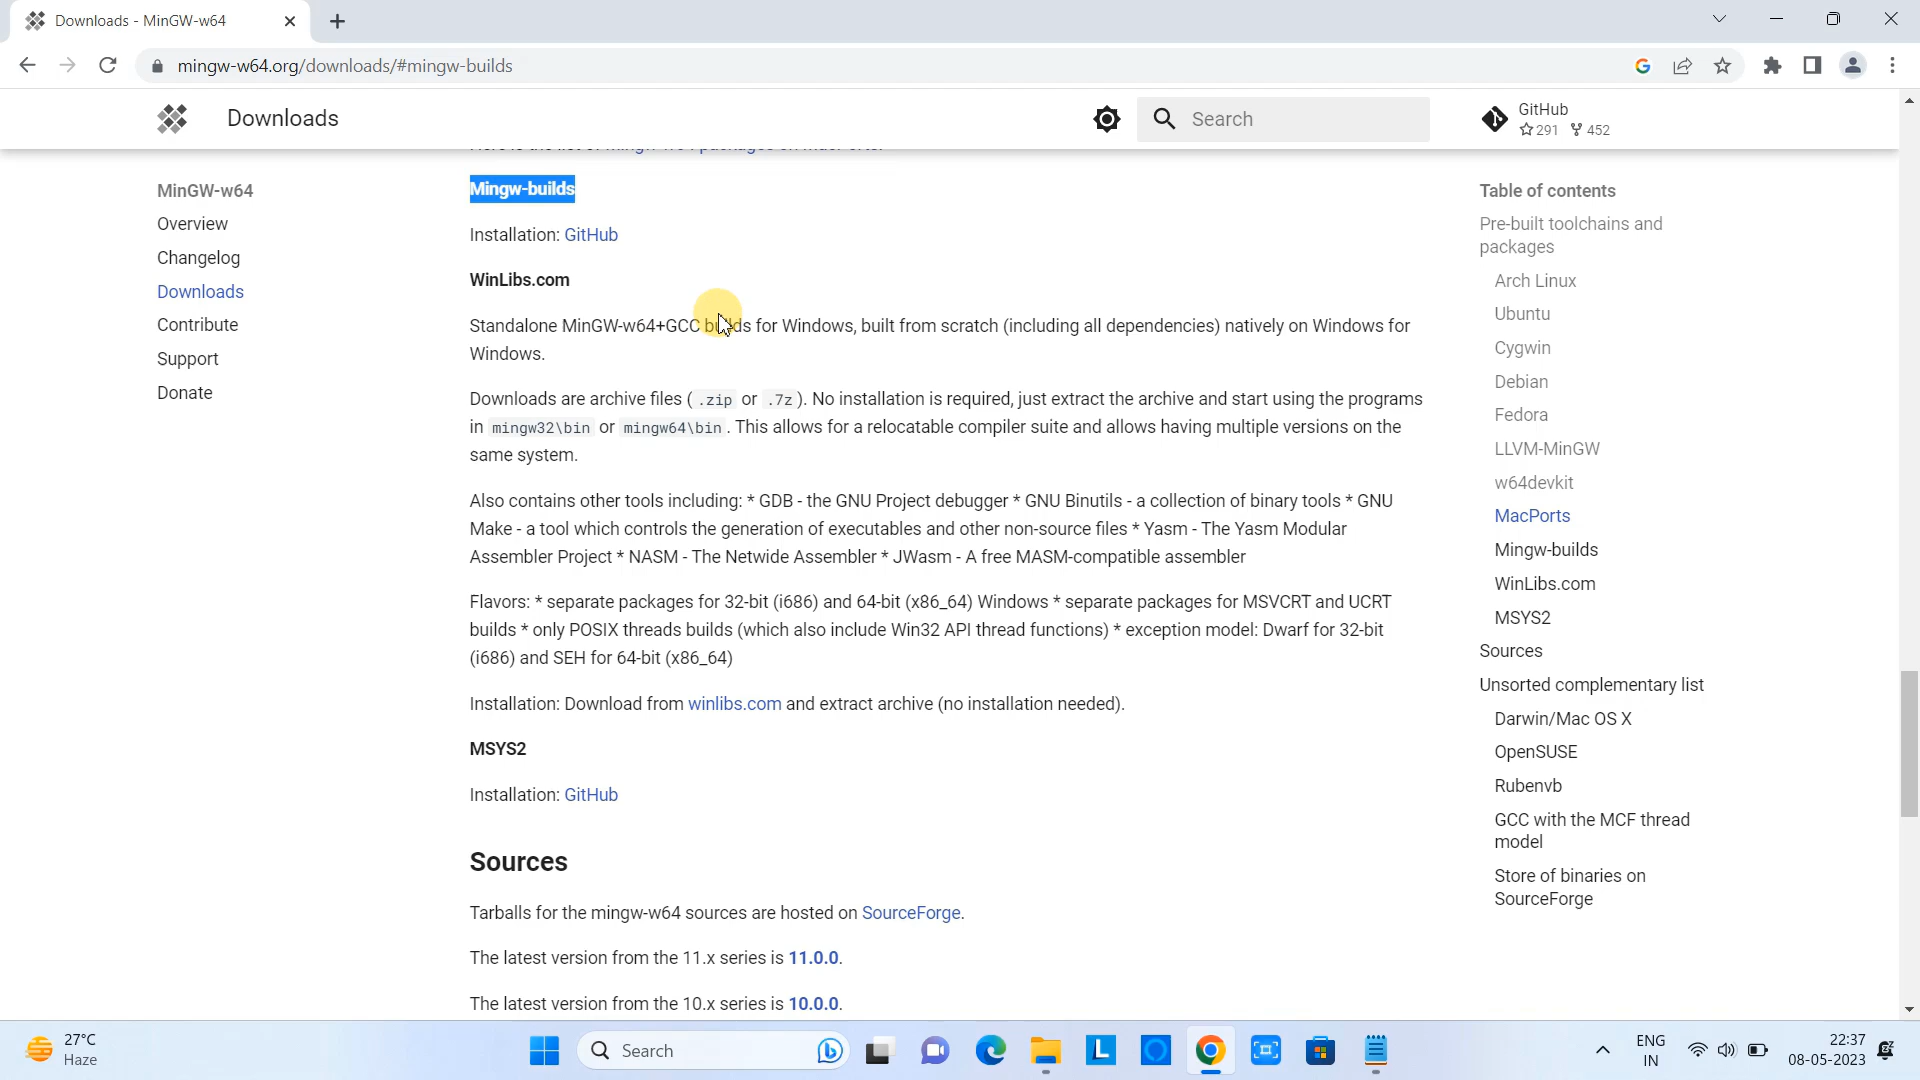 Downloads - MinGW-w64
mingw-w64.org/downloads/#mingw-builds
Downloads
Search
GitHub
291 452
MinGW-w64
Overview
Changelog
Downloads
Contribute
Support
Donate
Here is the list of mingw-w64 packages on MacPorts.
Mingw-builds
Installation: GitHub
WinLibs.com
Standalone MinGW-w64+GCC builds for Windows, built from scratch (including all dependencies) natively on Windows for
Windows.
Downloads are archive files ( .zip or .7z ). No installation is required, just extract the archive and start using the programs
in mingw32\bin or mingw64\bin . This allows for a relocatable compiler suite and allows having multiple versions on the
same system.
Also contains other tools including: * GDB - the GNU Project debugger * GNU Binutils - a collection of binary tools * GNU
Make - a tool which controls the generation of executables and other non-source files * Yasm - The Yasm Modular
Assembler Project * NASM - The Netwide Assembler * JWasm - A free MASM-compatible assembler
Flavors: * separate packages for 32-bit (i686) and 64-bit (x86_64) Windows * separate packages for MSVCRT and UCRT
builds * only POSIX threads builds (which also include Win32 API thread functions) * exception model: Dwarf for 32-bit
(i686) and SEH for 64-bit (x86_64)
Installation: Download from winlibs.com and extract archive (no installation needed).
MSYS2
Installation: GitHub
Sources
Tarballs for the mingw-w64 sources are hosted on SourceForge.
The latest version from the 11.x series is 11.0.0.
The latest version from the 10.x series is 10.0.0.
Table of contents
Pre-built toolchains and
packages
Arch Linux
Ubuntu
Cygwin
Debian
Fedora
LLVM-MinGW
w64devkit
MacPorts
Mingw-builds
WinLibs.com
MSYS2
Sources
Unsorted complementary list
Darwin/Mac OS X
OpenSUSE
Rubenvb
GCC with the MCF thread
model
Store of binaries on
SourceForge
27°C
Haze
Search
L
ENG
IN
22:37
08-05-2023